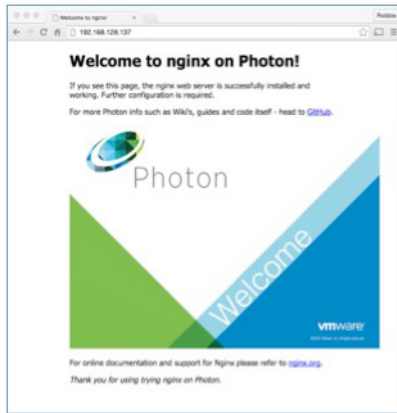 Welcome to nginx!
Robbie
192.168.128.137
Welcome to nginx on Photon!
If you see this page, the nginx web server is successfully installed and
working. Further configuration is required.
For more Photon info such as Wiki's, guides and code itself - head to GitHub.
Photon
Welcome
vmware
For online documentation and support for Nginx please refer to nginx.org.
Thank you for using trying nginx on Photon.